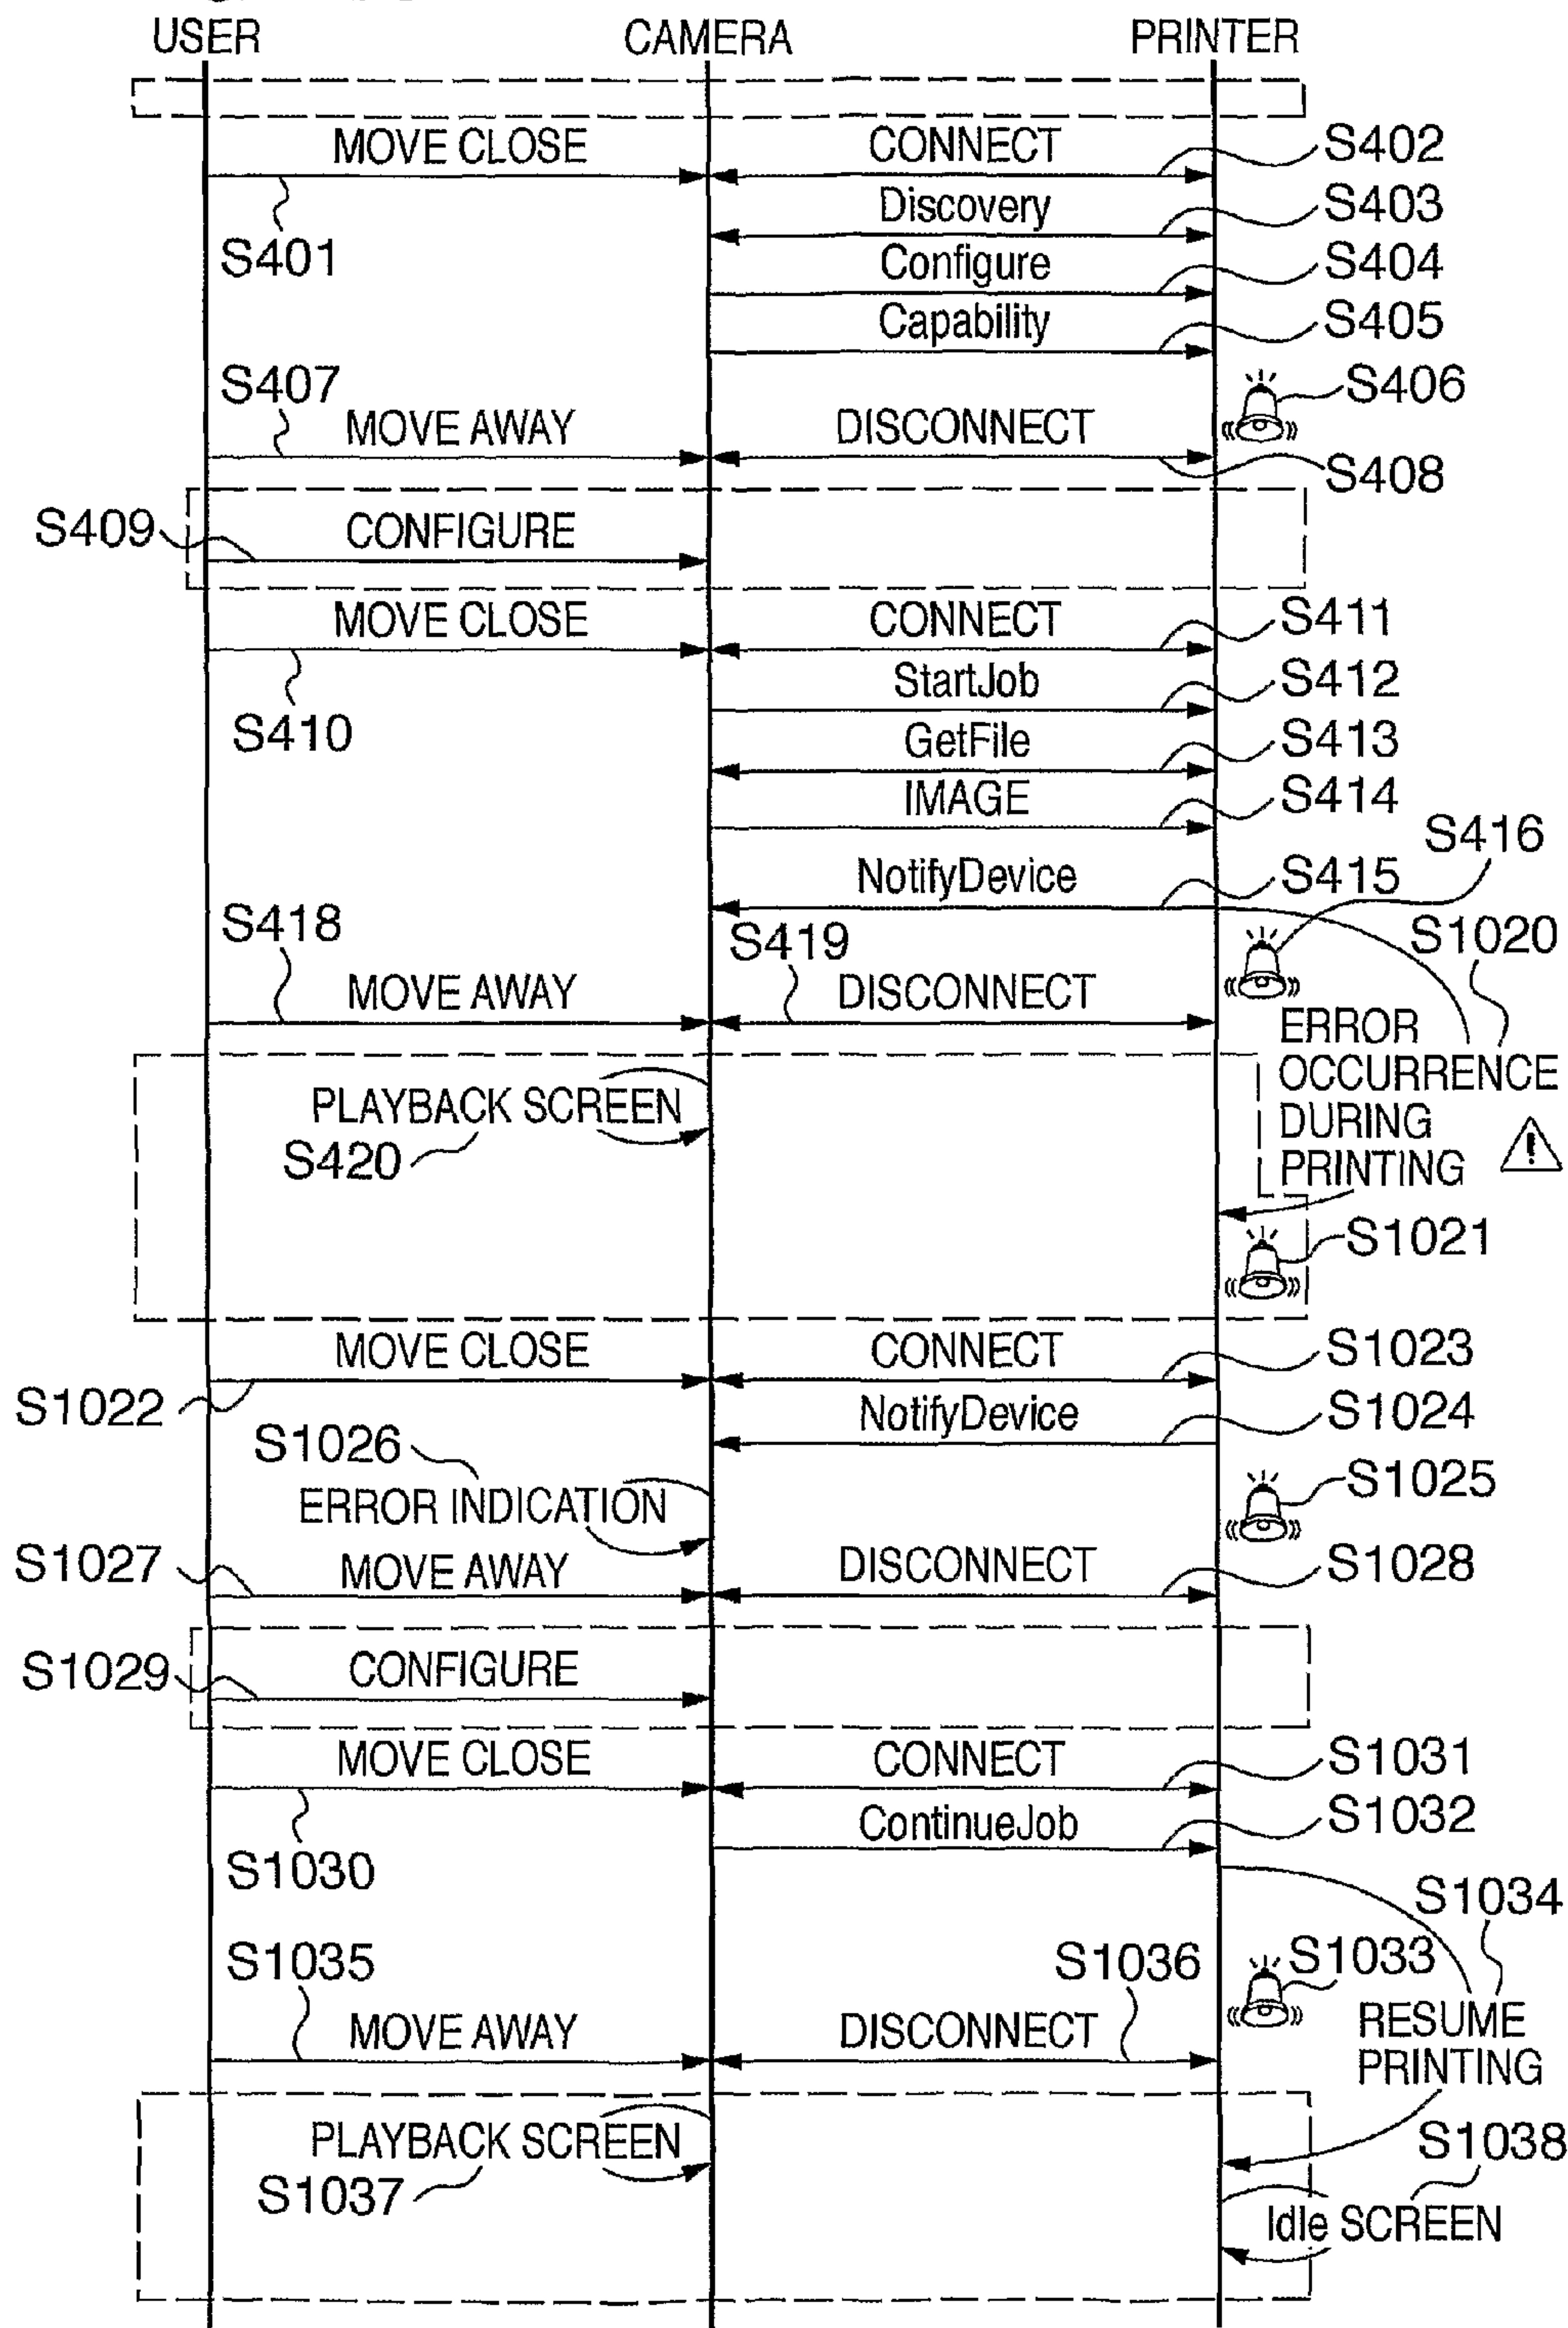 USER CAMERA PRINTER
MOVE CLOSE CONNECT S402
Discovery S403
S401
Configure S404
Capability S405
S407 S406
MOVE AWAY DISCONNECT
S408
S409 CONFIGURE
MOVE CLOSE CONNECT S411
StartJob S412
S410
GetFile S413
IMAGE S414
S416
NotifyDevice S415
S418 S419 S1020
MOVE AWAY DISCONNECT
ERROR
OCCURRENCE
DURING
PRINTING
PLAYBACK SCREEN
S420
S1021
MOVE CLOSE CONNECT S1023
S1022
NotifyDevice S1024
S1026
ERROR INDICATION S1025
S1027 MOVE AWAY DISCONNECT S1028
S1029 CONFIGURE
MOVE CLOSE CONNECT S1031
ContinueJob S1032
S1030
S1034
S1035 S1036 S1033
MOVE AWAY DISCONNECT
RESUME
PRINTING
PLAYBACK SCREEN
S1037
S1038
Idle SCREEN